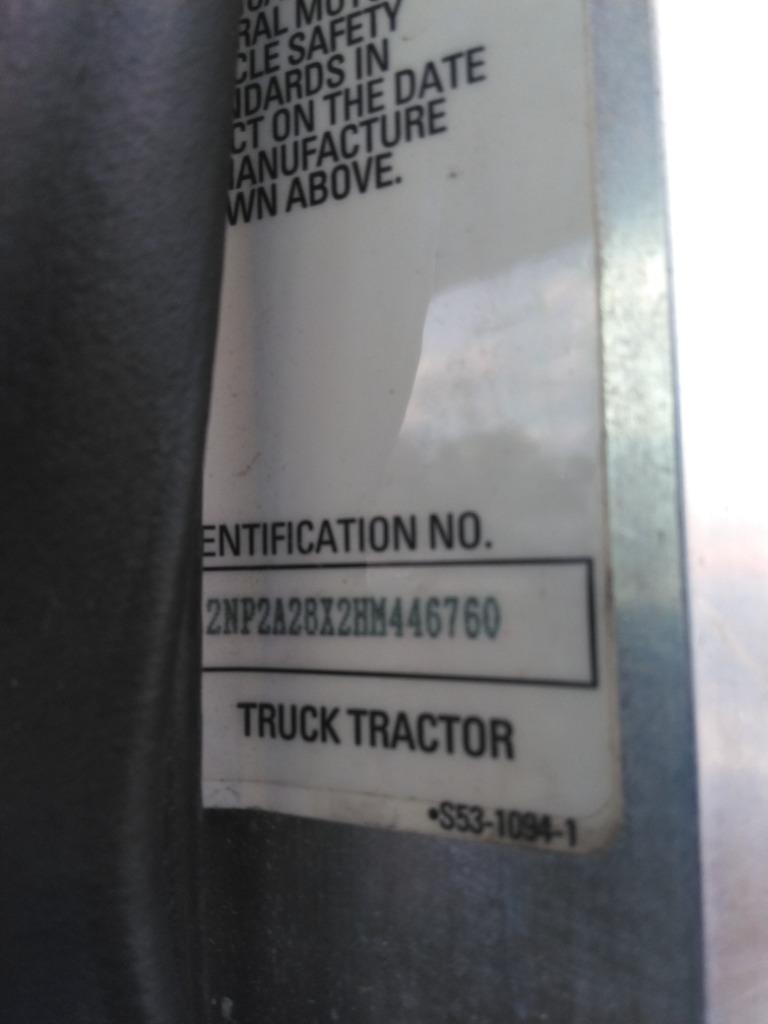 RAL MOTO
CLE SAFETY
NDARDS IN
CT ON THE DATE
MANUFACTURE
WN ABOVE.
ENTIFICATION NO.
2NP2A28X2HM446760
TRUCK TRACTOR
•S53-1094-1